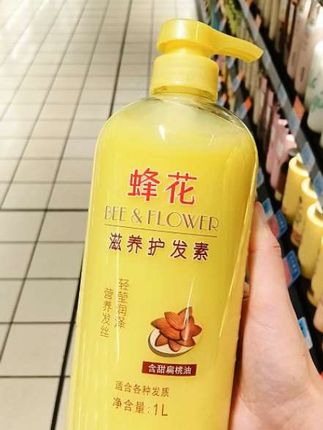 蜂花
BEE & FLOWER
滋养护发素
轻莹润泽
营养发丝
含甜扁桃油
适合各种发质
净含量:1L